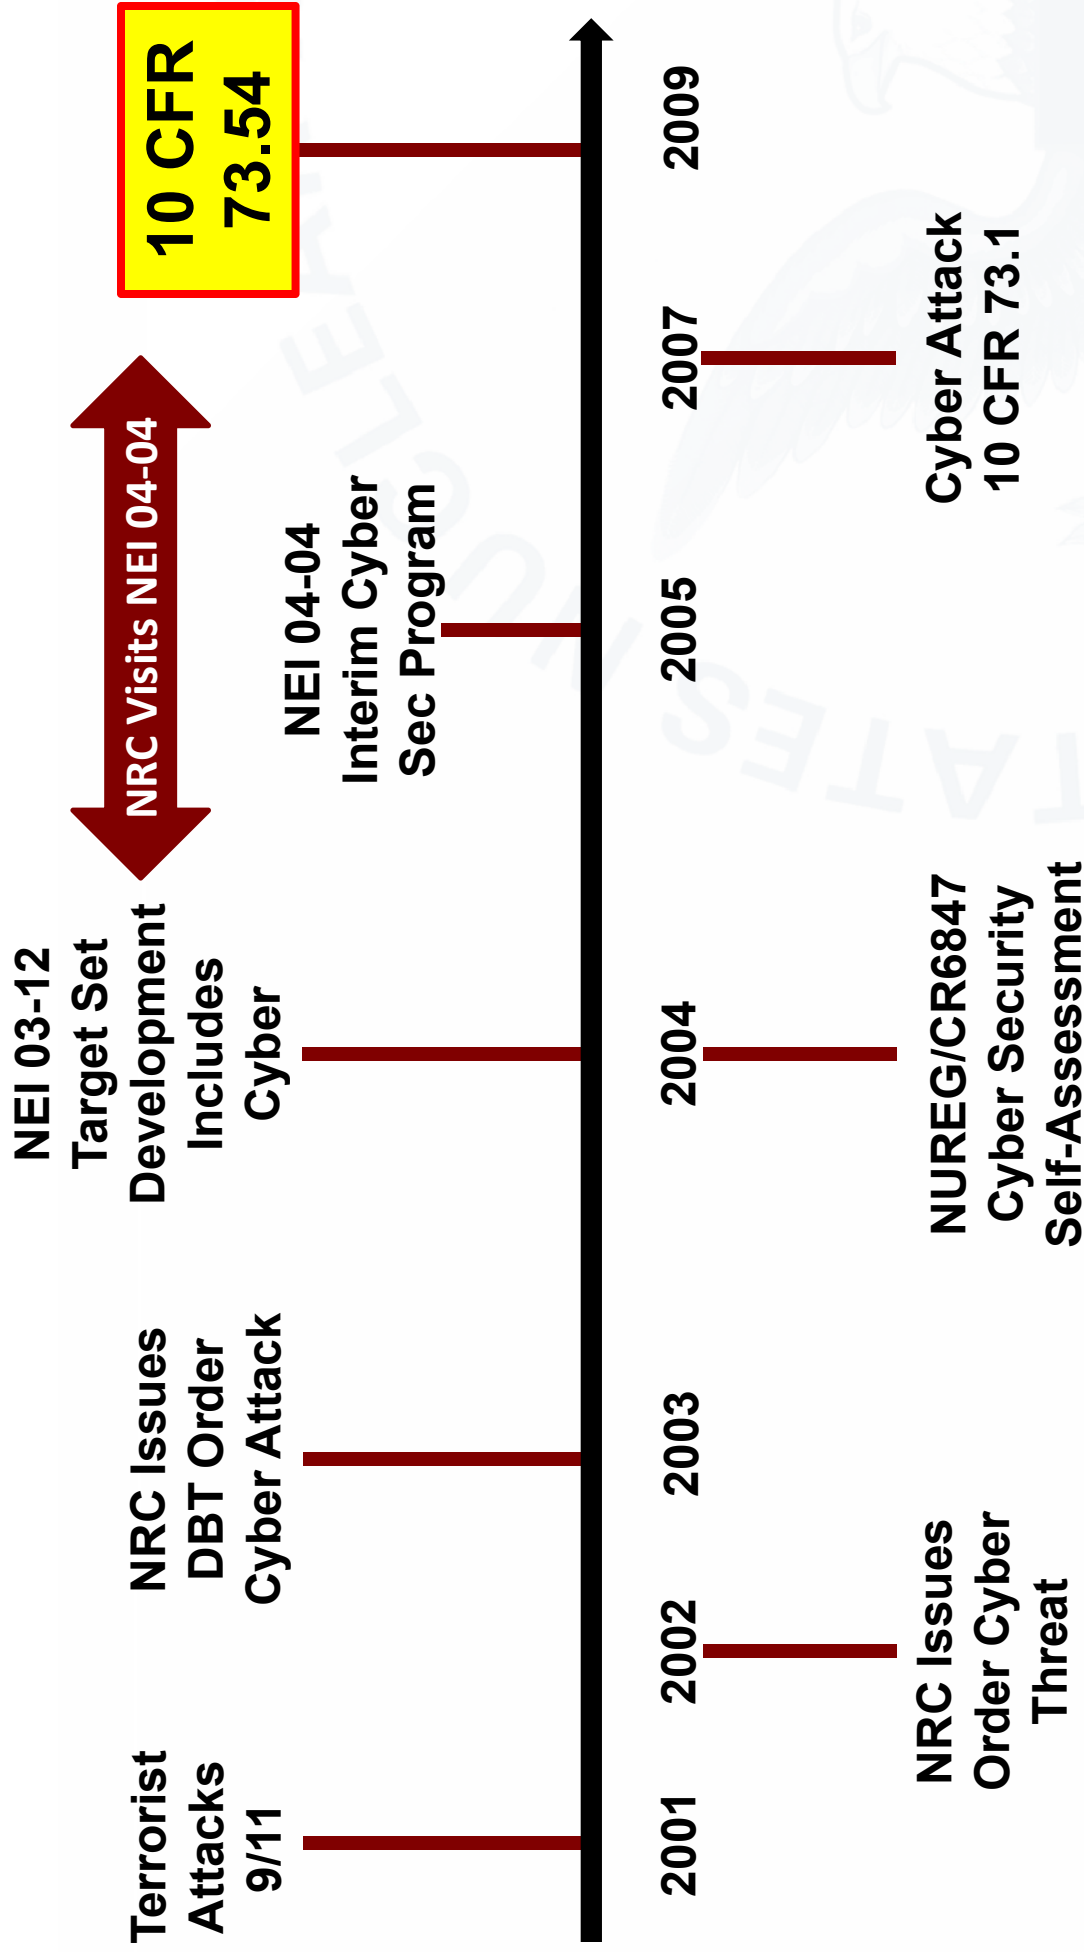 Terrorist
Attacks
9/11
NRC Issues
DBT Order
Cyber Attack
NEI 03-12
Target Set
Development
Includes
Cyber
NRC Visits NEI 04-04
NEI 04-04
Interim Cyber
Sec Program
10 CFR
73.54
2001
2002
2003
2004
2005
2007
2009
NRC Issues
Order Cyber
Threat
NUREG/CR6847
Cyber Security
Self-Assessment
Cyber Attack
10 CFR 73.1
TATES NUCLEA